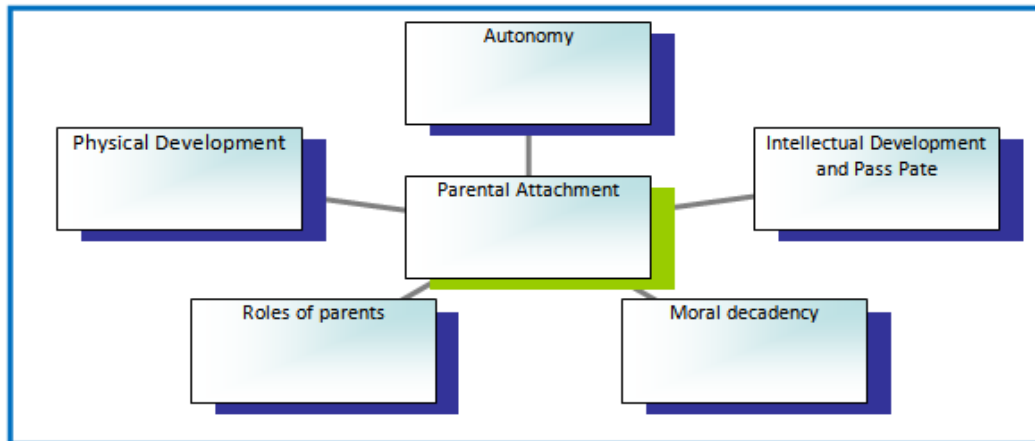 Autonomy
Physical Development
Intellectual Development
and Pass Pate
Parental Attachment
Roles of parents
Moral decadency